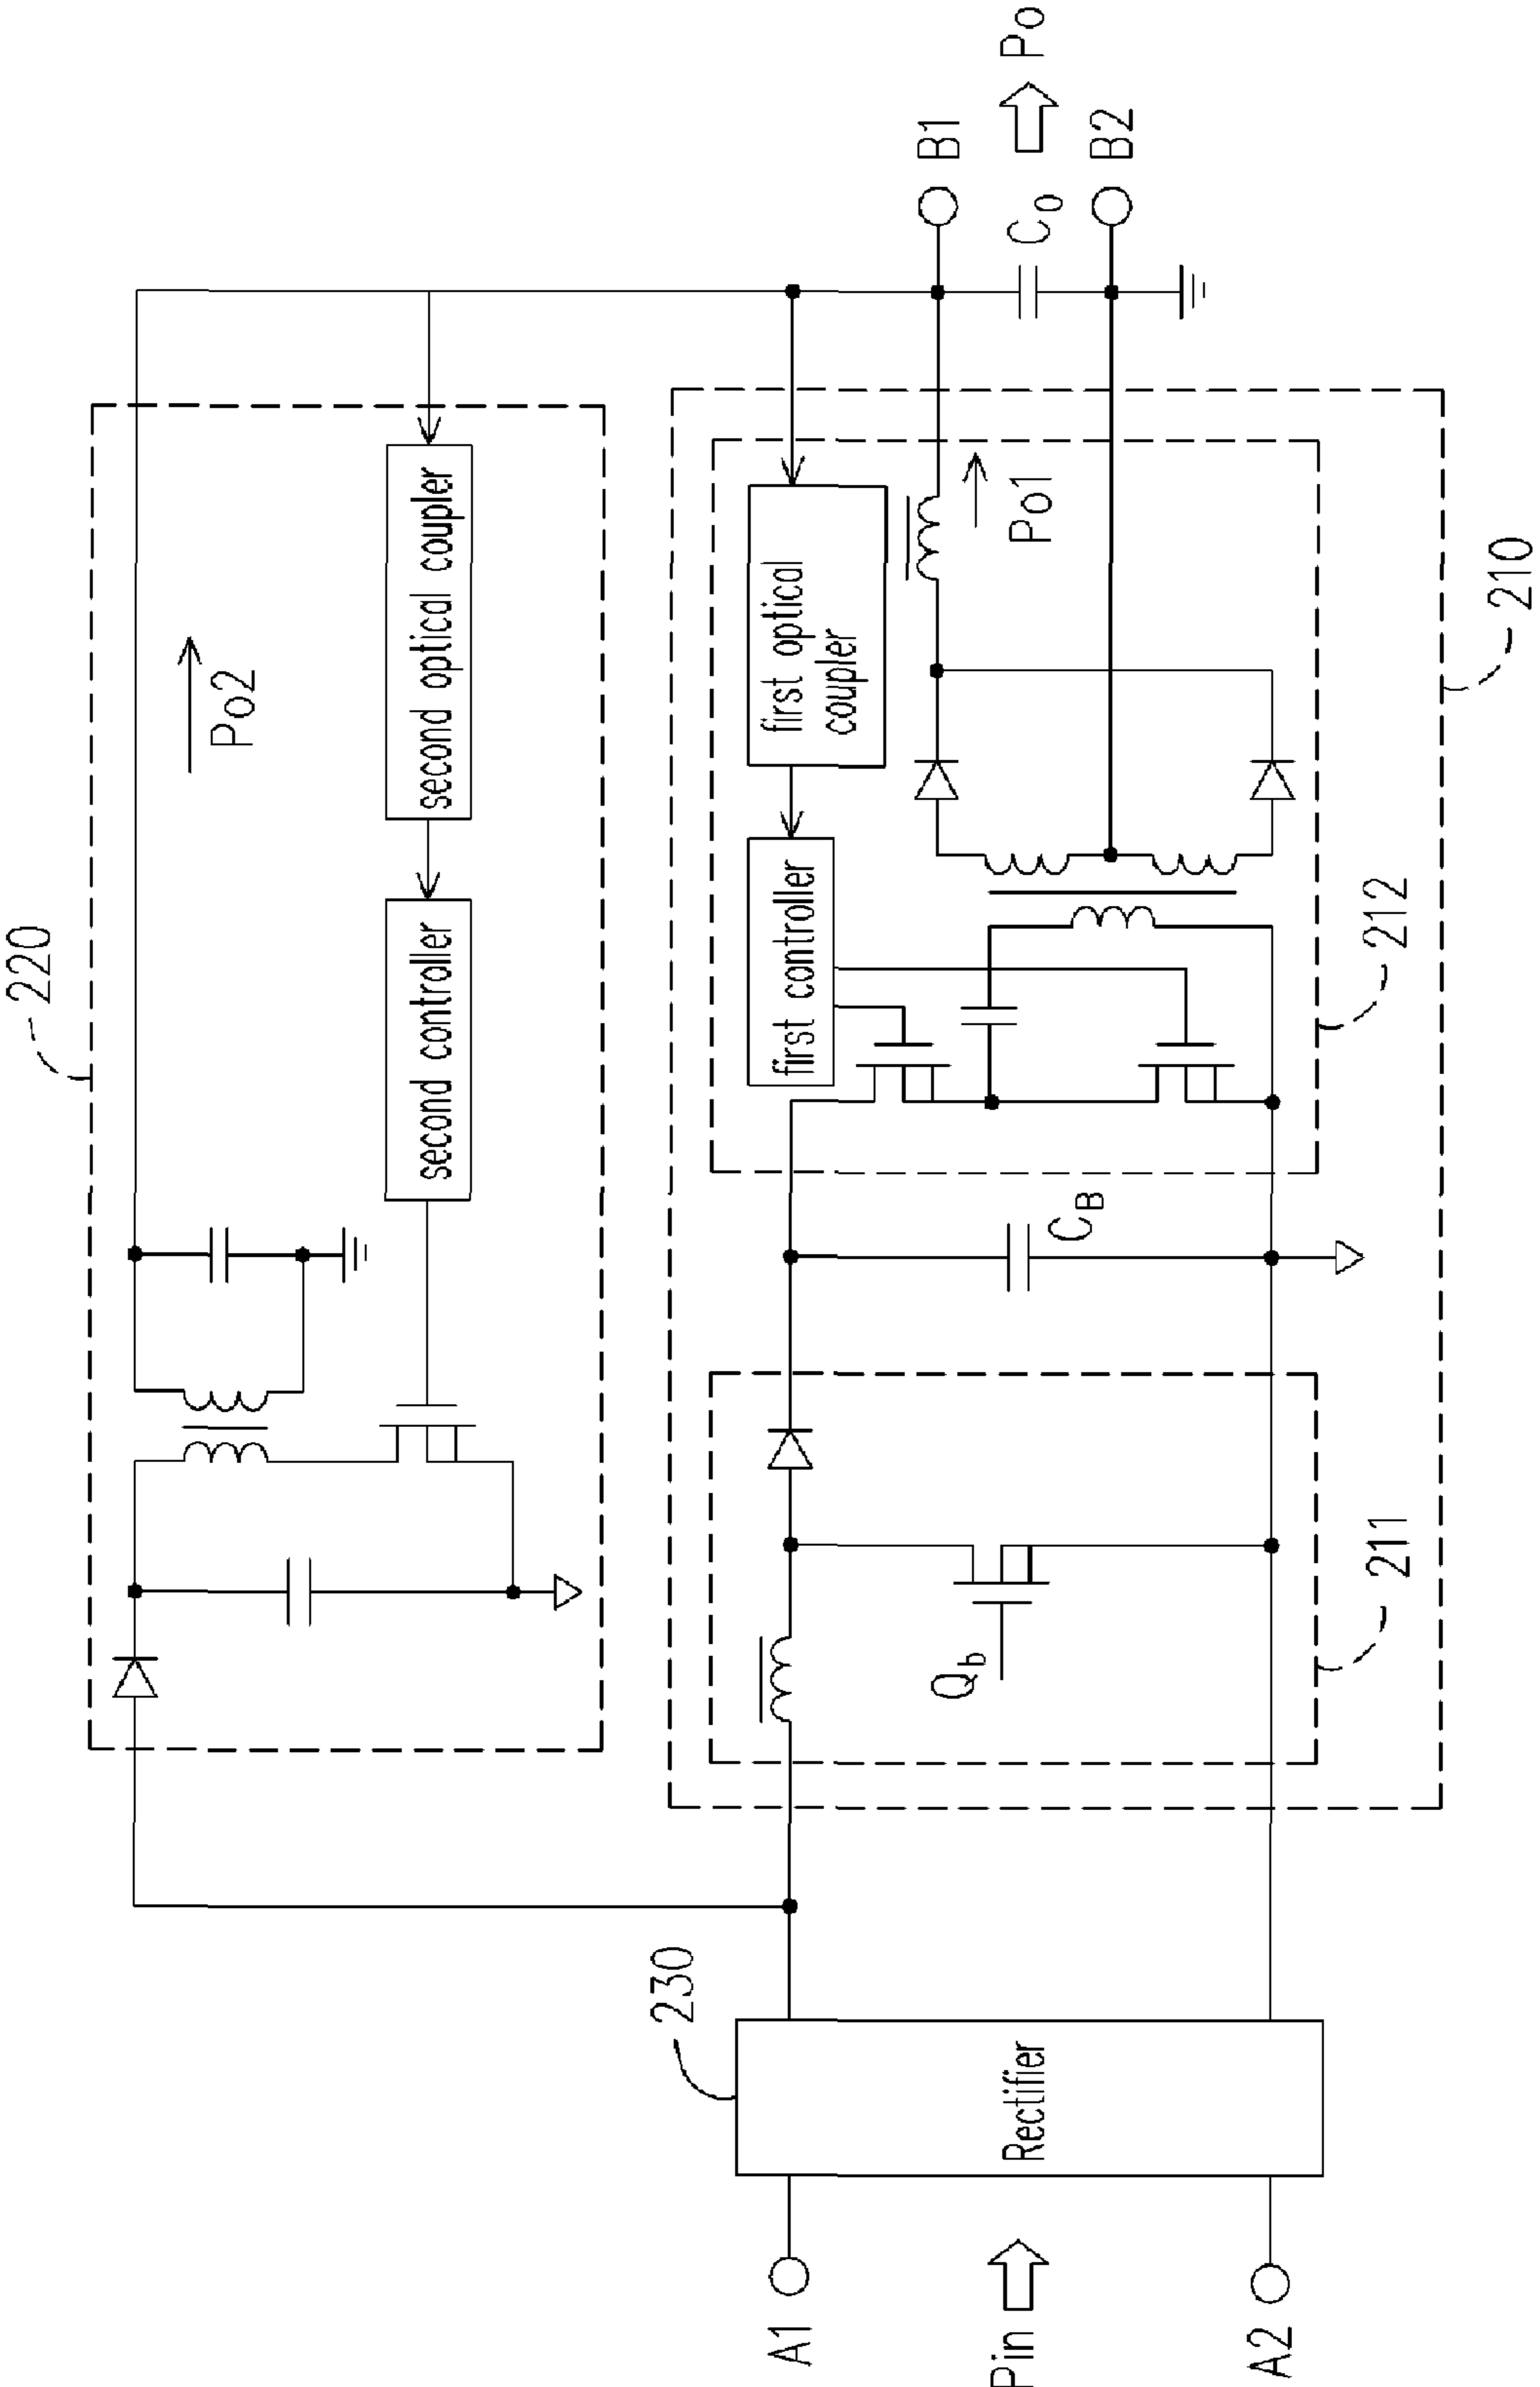 220
Po2
second controller
second optical coupler
230
A1
Pin
A2
Rectifier
Qb
211
CB
first controller
first optical
coupler
Po1
212
210
B1
Co
Po
B2